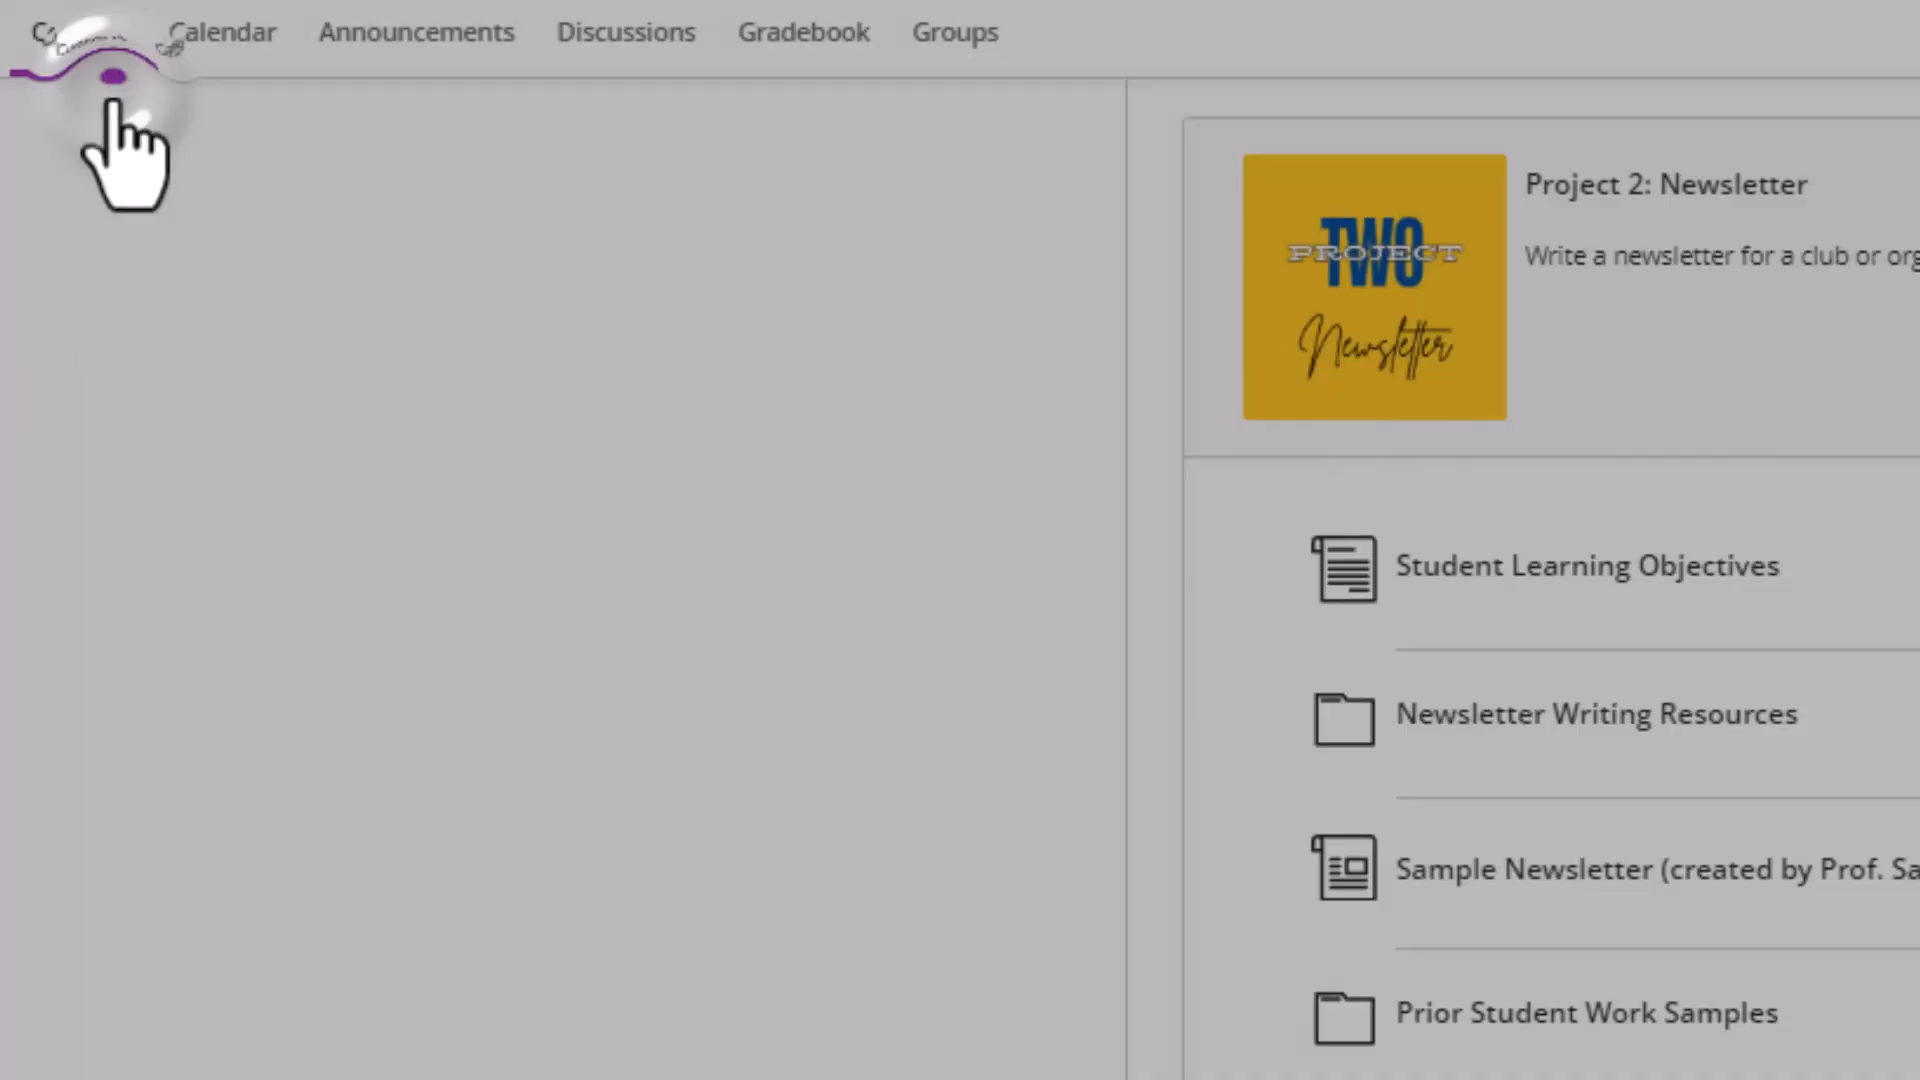 Calendar Announcements Discussions Gradebook Groups
TWO
PROJECT
Newsletter
Project 2: Newsletter
Write a newsletter for a club or org
Student Learning Objectives
Newsletter Writing Resources
Sample Newsletter (created by Prof. Sa
Prior Student Work Samples